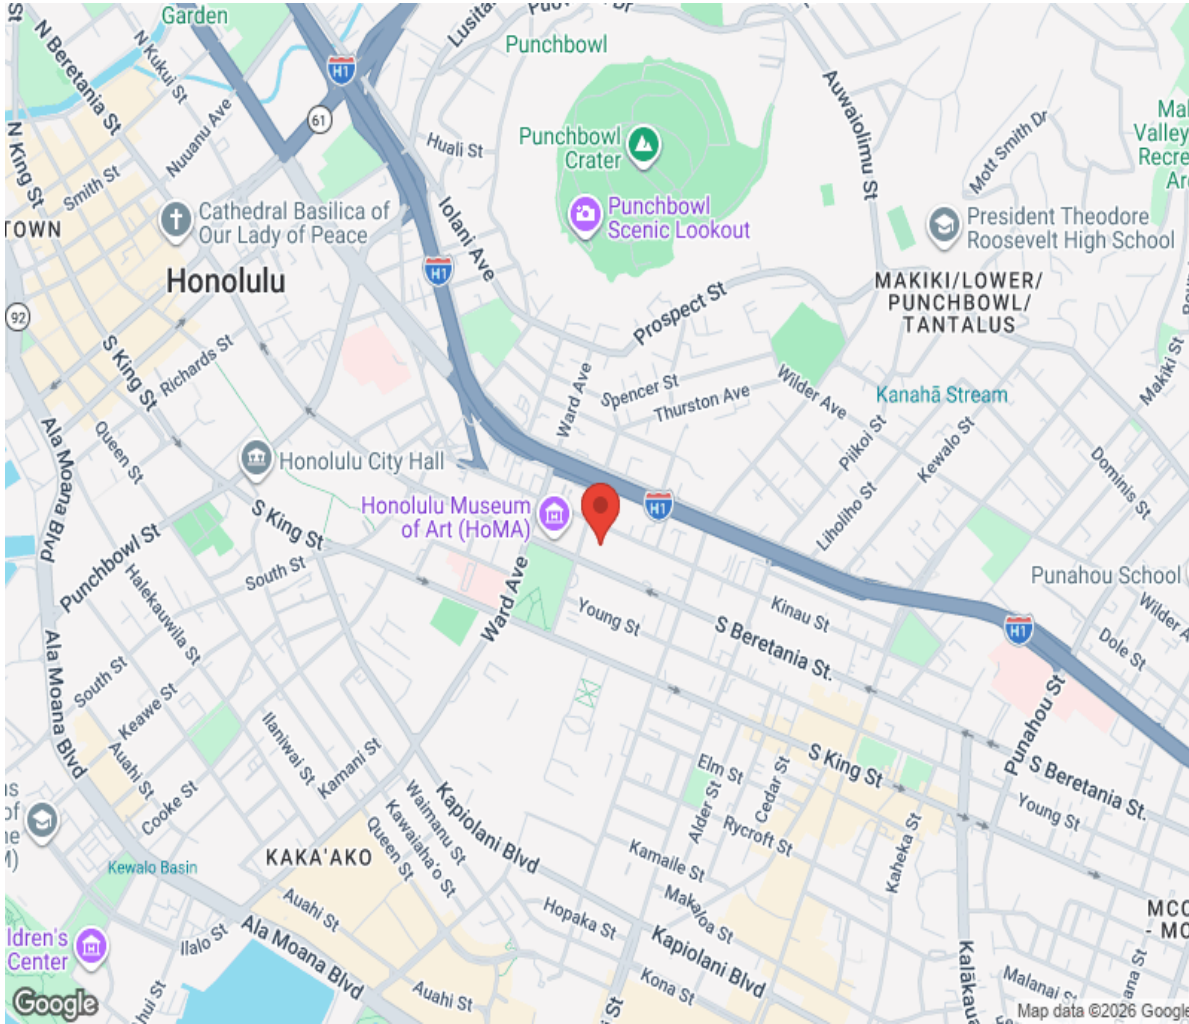 Garden
Punchbowl
Lusita
Dr
St
N Beretania St
N Kukui St
H1
61
Nuuanu Ave
Huali St
Auwaiolimu St
Mott Smith Dr
Punchbowl
Crater
N King St
Smith St
Iolani Ave
Punchbowl
Scenic Lookout
Cathedral Basilica of
Our Lady of Peace
President Theodore
Roosevelt High School
TOWN
Honolulu
H1
MAKIKI/LOWER/
PUNCHBOWL/
TANTALUS
92
Prospect St
S King St
Richards St
Makiki St
Ward Ave
Spencer St
Thurston Ave
Wilder Ave
Kanahā Stream
Piikoi St
Kewalo St
Dominis St
Ala Moana Blvd
Queen St
Honolulu City Hall
Honolulu Museum
of Art (HoMA)
H1
Liholiho St
S King St
Punchbowl St
South St
Halekauwila St
Ward Ave
Young St
Kinau St
S Beretania St.
Punahou School
Wilder A
Dole St
H1
Ala Moana Blvd
South St
Keawe St
Auahi St
Ilaniwai St
Kamani St
Cooke St
Punahou St
S King St
S Beretania St.
Elm St
Cedar St
Alder St
Rycroft St
Young St
Kapiolani Blvd
Waimanu St
Kawaiaha'o St
Queen St
KAKA'AKO
Kewalo Basin
Kamaile St
Makaloa St
Kaheka St
Auahi St
Ala Moana Blvd
Ilalo St
Hopaka St
Kapiolani Blvd
Kona St
Auahi St
Kalākaua
Malanai St
MCC
- MO
ldren's
Center
Google
Map data ©2026 Google